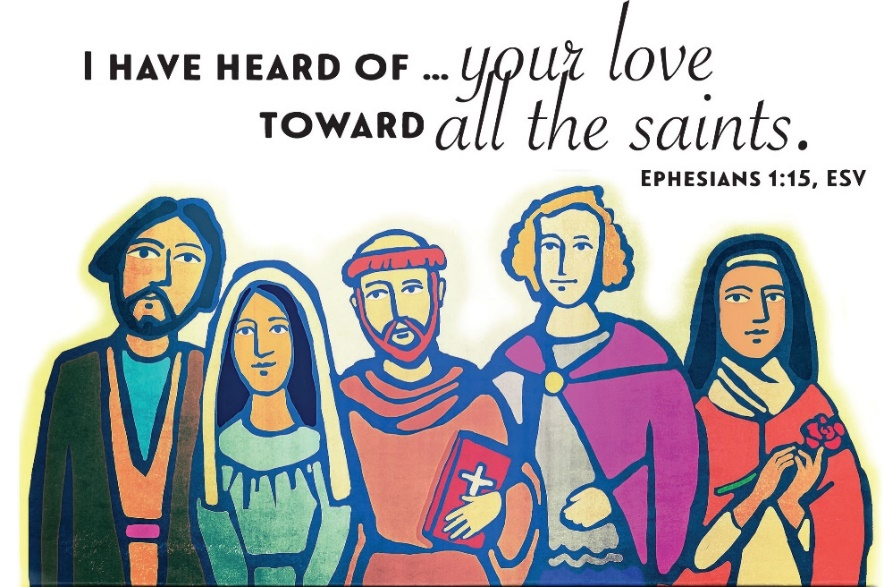 I HAVE HEARD OF ... your love
TOWARD all the saints.
EPHESIANS 1:15, ESV